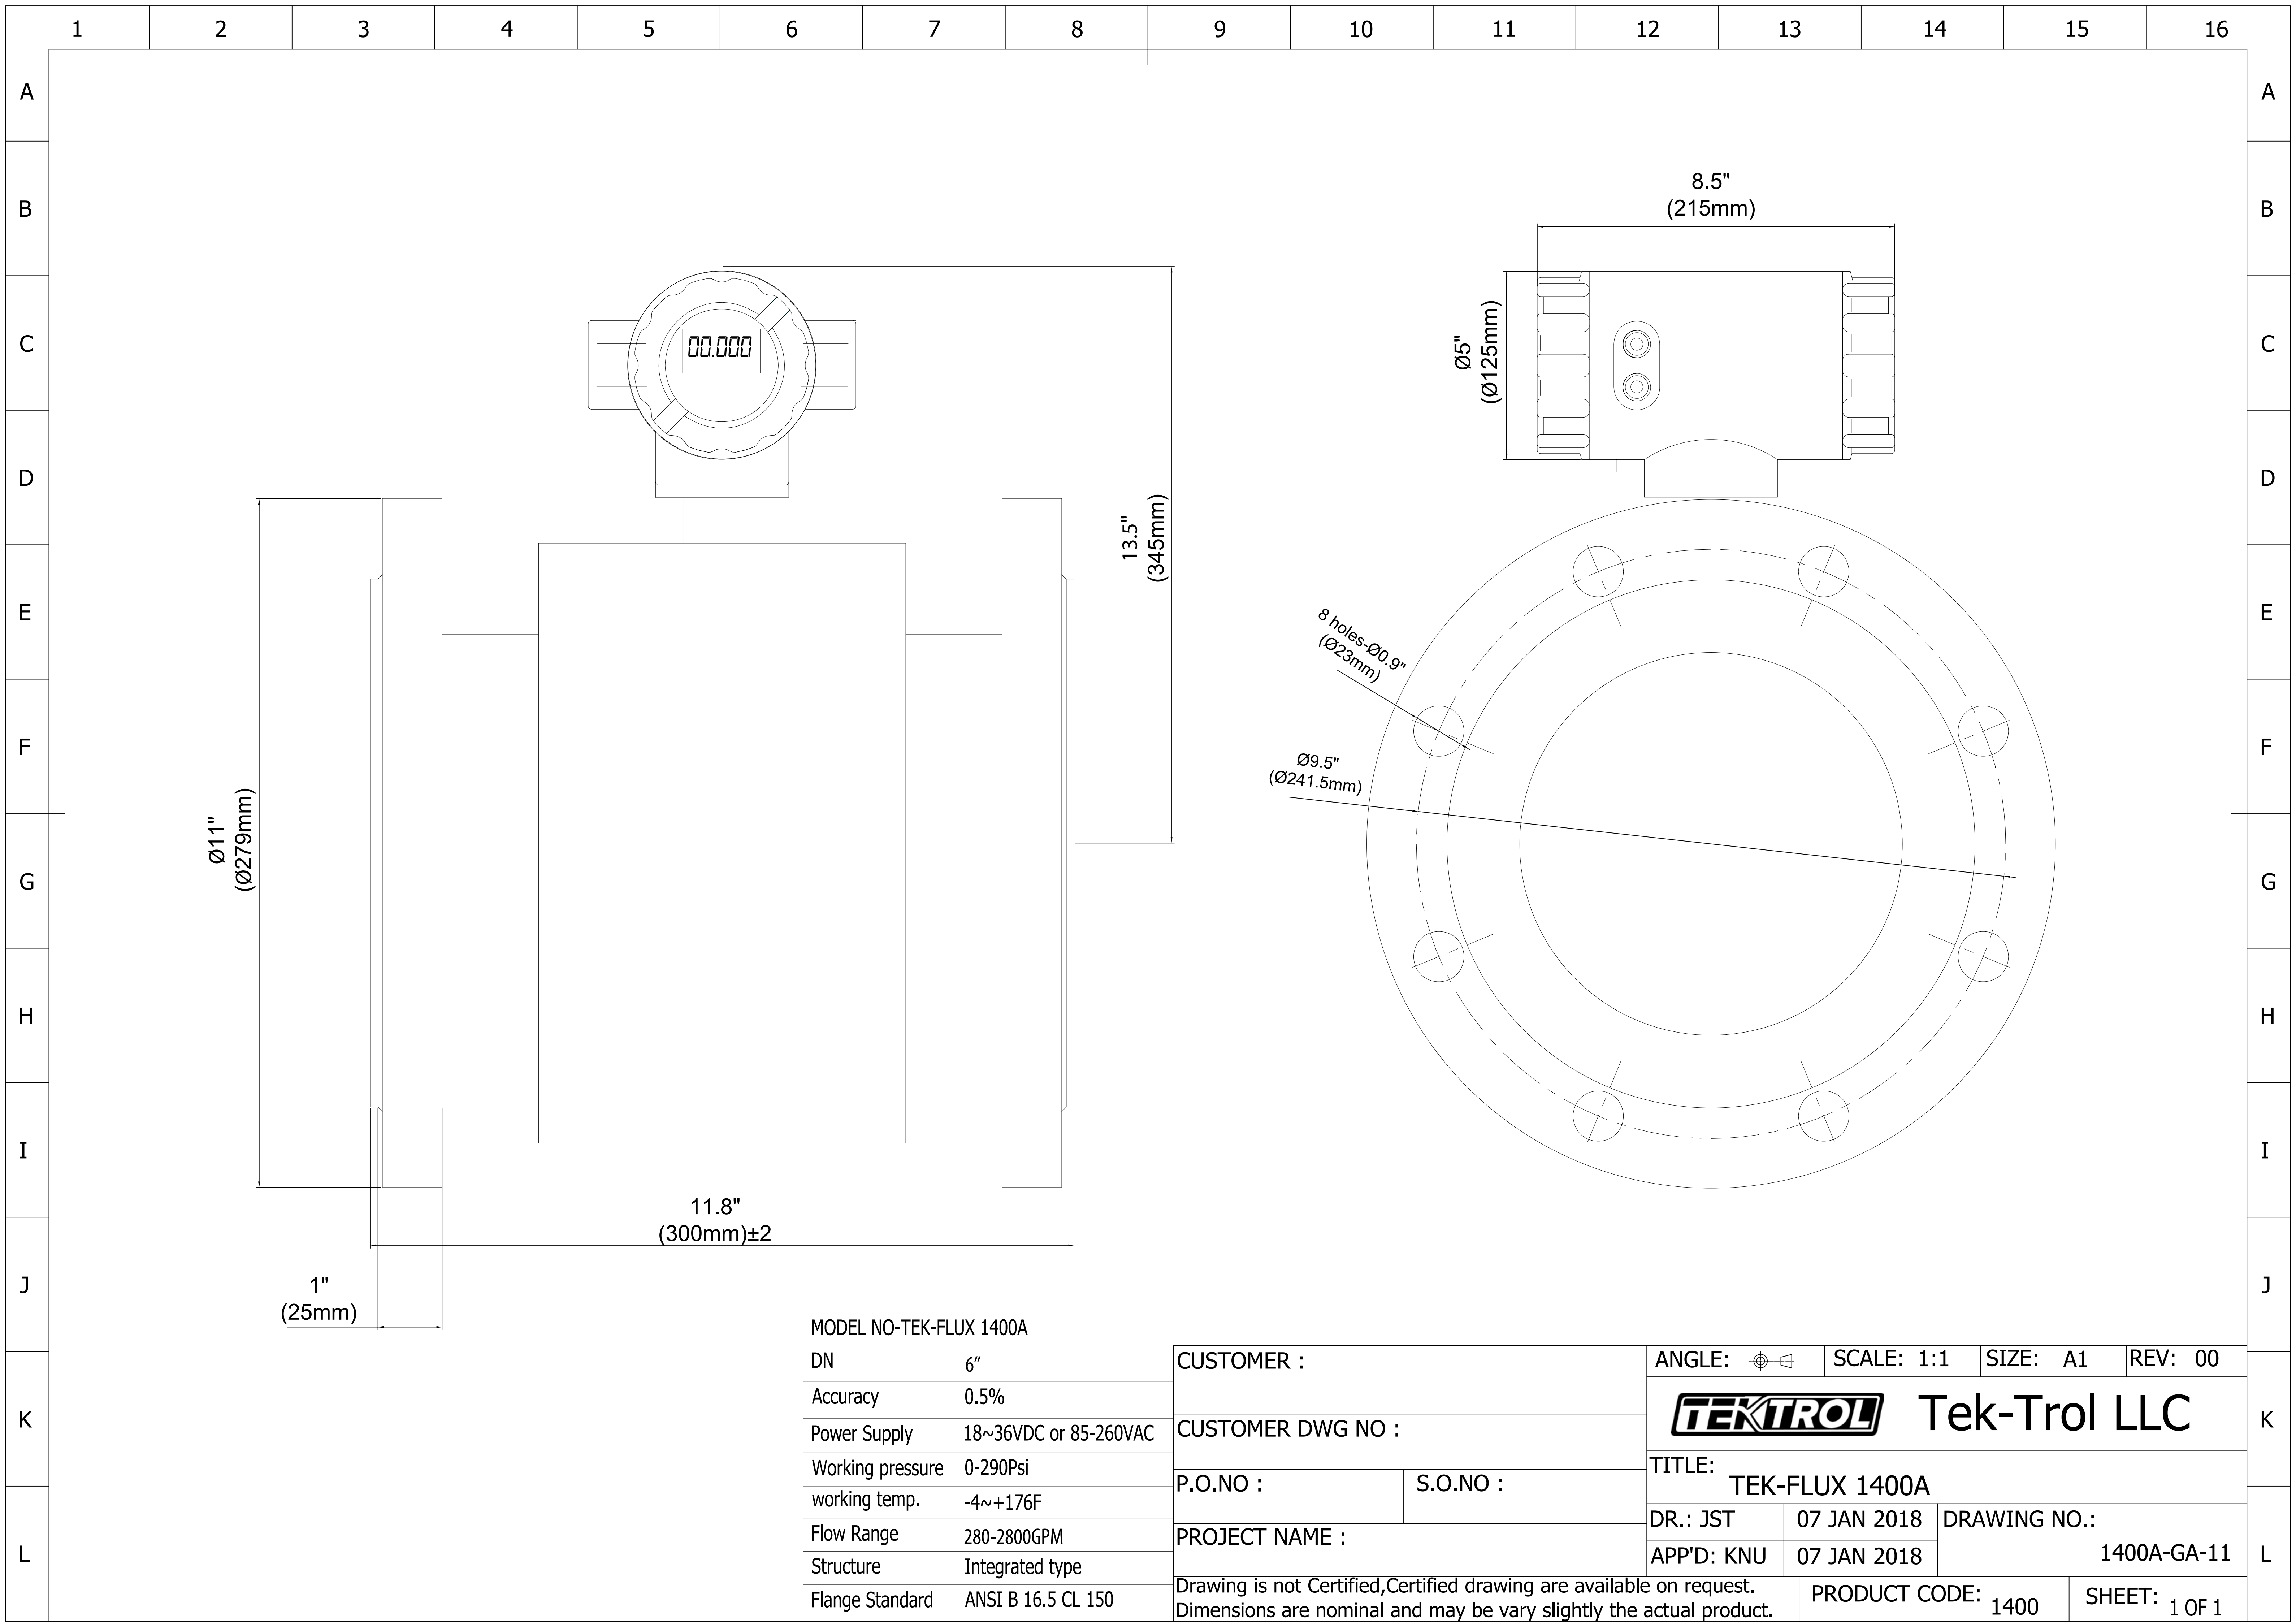 1 2 3 4 5 6 7 8 9 10 11 12 13 14 15 16
A A
B B
C C
D D
E E
F F
G G
H H
I I
J J
K K
L L
8.5"
(215mm)
Ø5"
(Ø125mm)
00.000
13.5"
(345mm)
8 holes-Ø0.9"
(Ø23mm)
Ø9.5"
(Ø241.5mm)
Ø11"
(Ø279mm)
11.8"
(300mm)±2
1"
(25mm)
MODEL NO-TEK-FLUX 1400A
DN 6"
Accuracy 0.5%
Power Supply 18~36VDC or 85-260VAC
Working pressure 0-290Psi
working temp. -4~+176F
Flow Range 280-2800GPM
Structure Integrated type
Flange Standard ANSI B 16.5 CL 150
CUSTOMER :
CUSTOMER DWG NO :
P.O.NO : S.O.NO :
PROJECT NAME :
Drawing is not Certified,Certified drawing are available on request.
Dimensions are nominal and may be vary slightly the actual product.
ANGLE: SCALE: 1:1 SIZE: A1 REV: 00
TEKTROL Tek-Trol LLC
TITLE:
TEK-FLUX 1400A
DR.: JST 07 JAN 2018 DRAWING NO.:
APP'D: KNU 07 JAN 2018 1400A-GA-11
PRODUCT CODE: 1400 SHEET: 1 OF 1